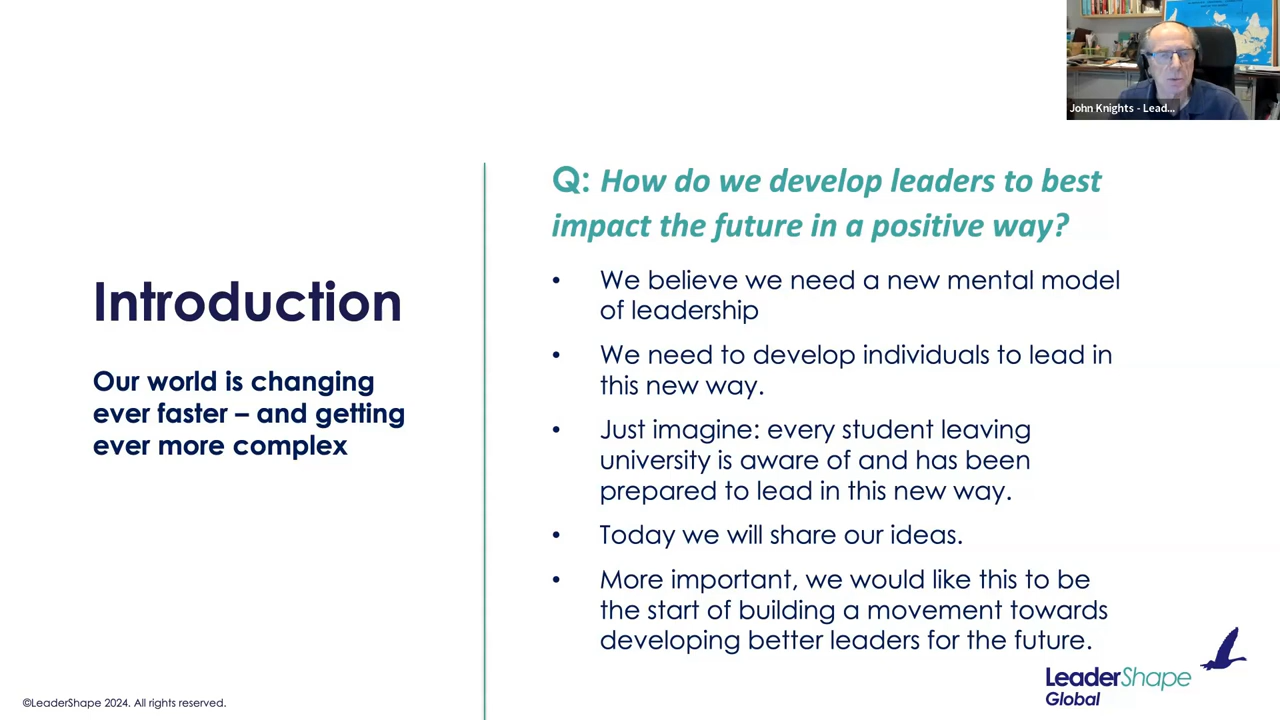 John Knights - Lead...
Introduction
Our world is changing
ever faster – and getting
ever more complex
Q: How do we develop leaders to best
impact the future in a positive way?
• We believe we need a new mental model
of leadership
• We need to develop individuals to lead in
this new way.
• Just imagine: every student leaving
university is aware of and has been
prepared to lead in this new way.
• Today we will share our ideas.
• More important, we would like this to be
the start of building a movement towards
developing better leaders for the future.
LeaderShape
Global
©LeaderShape 2024. All rights reserved.